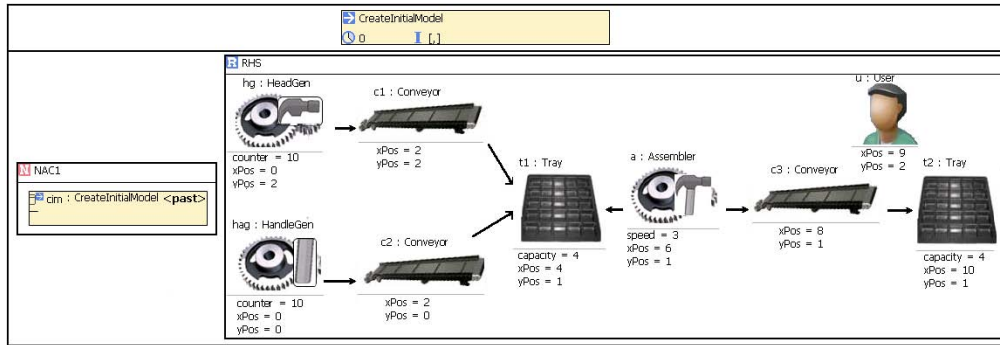 CreateInitialModel
0 [,]
NAC1
cim : CreateInitialModel <past>
RHS
hg : HeadGen
counter = 10
xPos = 0
yPos = 2
c1 : Conveyor
xPos = 2
yPos = 2
hag : HandleGen
counter = 10
xPos = 0
yPos = 0
c2 : Conveyor
xPos = 2
yPos = 0
t1 : Tray
capacity = 4
xPos = 4
yPos = 1
a : Assembler
speed = 3
xPos = 6
yPos = 1
c3 : Conveyor
xPos = 8
yPos = 1
u : User
xPos = 9
yPos = 2
t2 : Tray
capacity = 4
xPos = 10
yPos = 1